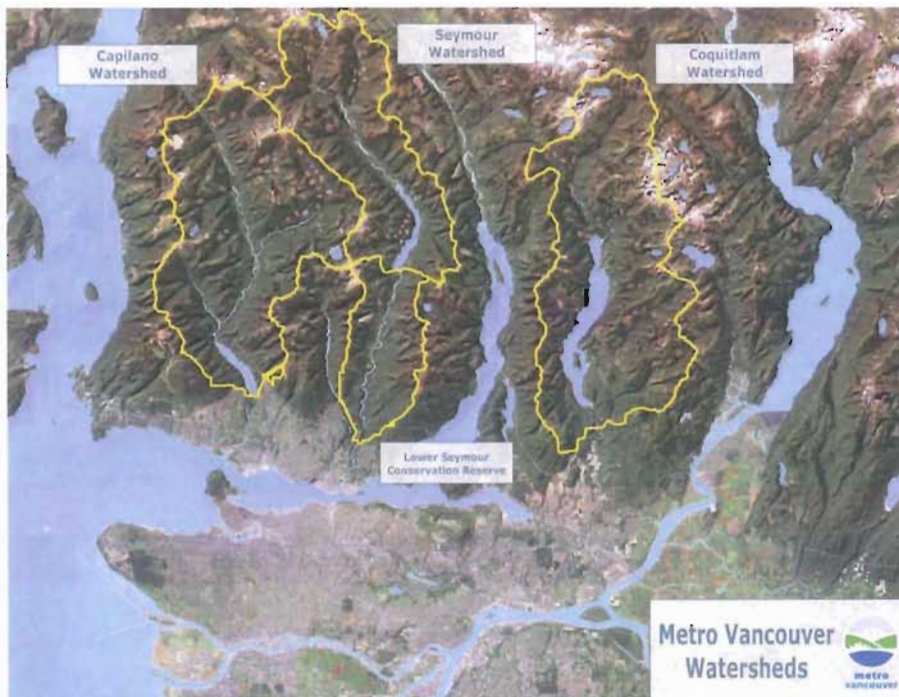 Capilano
Watershed
Seymour
Watershed
Coquitlam
Watershed
Lower Seymour
Conservation Reserve
Metro Vancouver
Watersheds
metro
vancouver